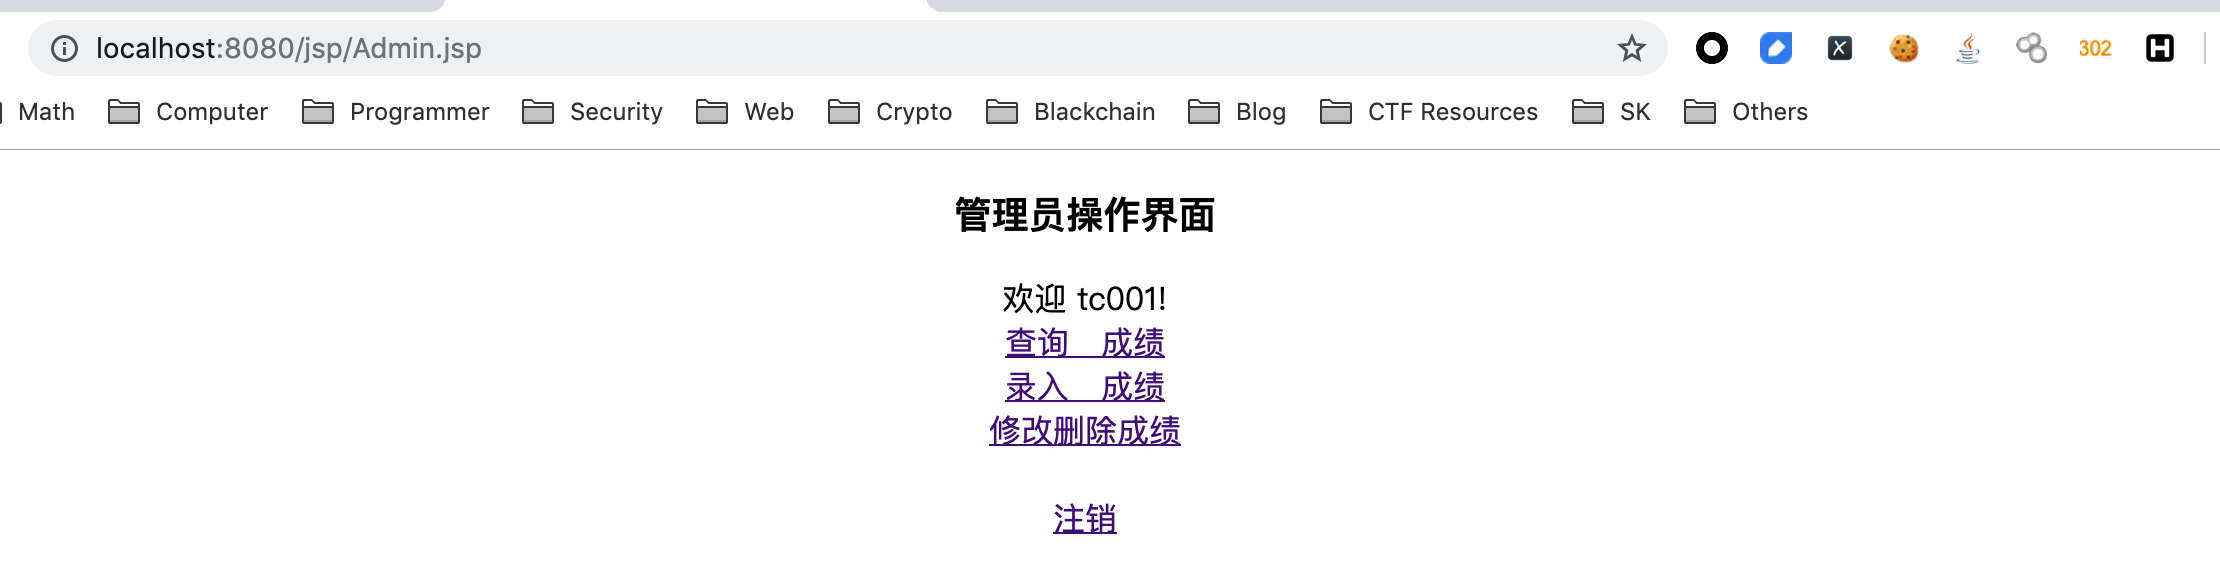 localhost:8080/jsp/Admin.jsp
302
Math Computer Programmer Security Web Crypto Blackchain Blog CTF Resources SK Others
管理员操作界面
欢迎 tc001!
查询　成绩
录入　成绩
修改删除成绩
注销